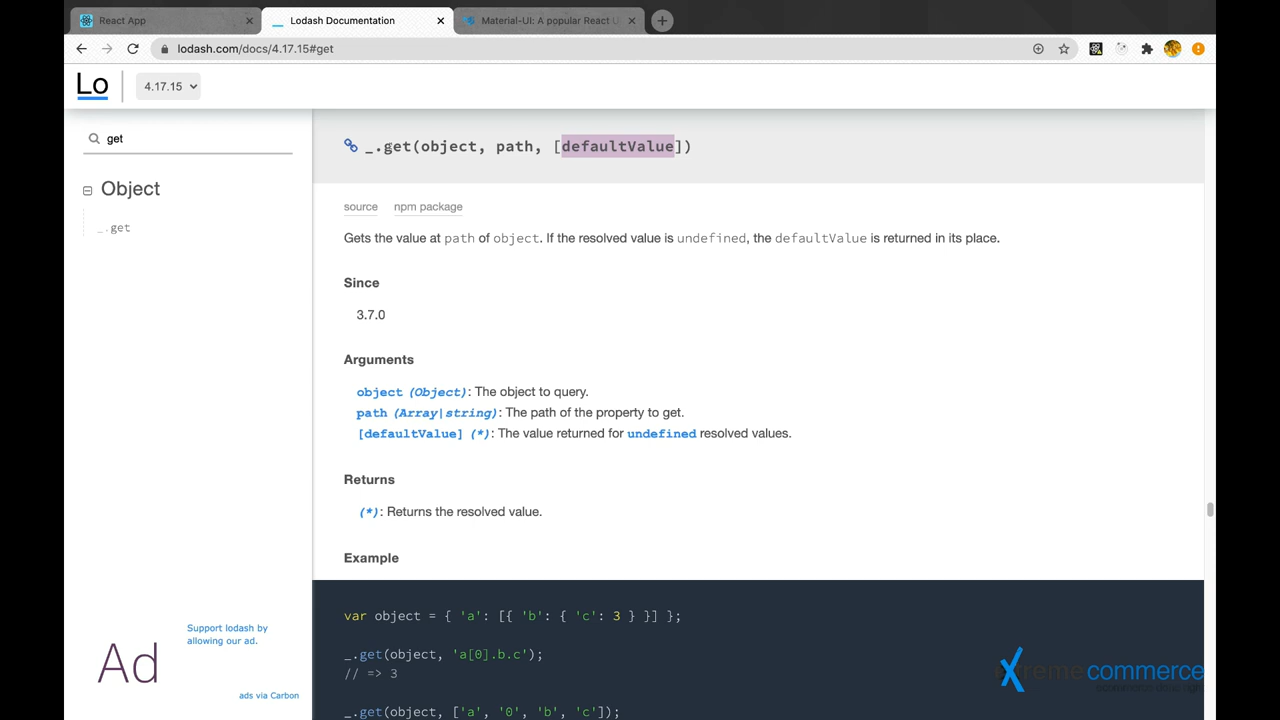 React App
Lodash Documentation
Material-UI: A popular React U
lodash.com/docs/4.17.15#get
Lo
4.17.15
get
Object
_.get
Support lodash by
allowing our ad.
Ad
ads via Carbon
_.get(object, path, [defaultValue])
source npm package
Gets the value at path of object. If the resolved value is undefined, the defaultValue is returned in its place.
Since
3.7.0
Arguments
object (Object): The object to query.
path (Array|string): The path of the property to get.
[defaultValue] (*): The value returned for undefined resolved values.
Returns
(*): Returns the resolved value.
Example
var object = { 'a': [{ 'b': { 'c': 3 } }] };
_.get(object, 'a[0].b.c');
// => 3
_.get(object, ['a', '0', 'b', 'c']);
extreme commerce